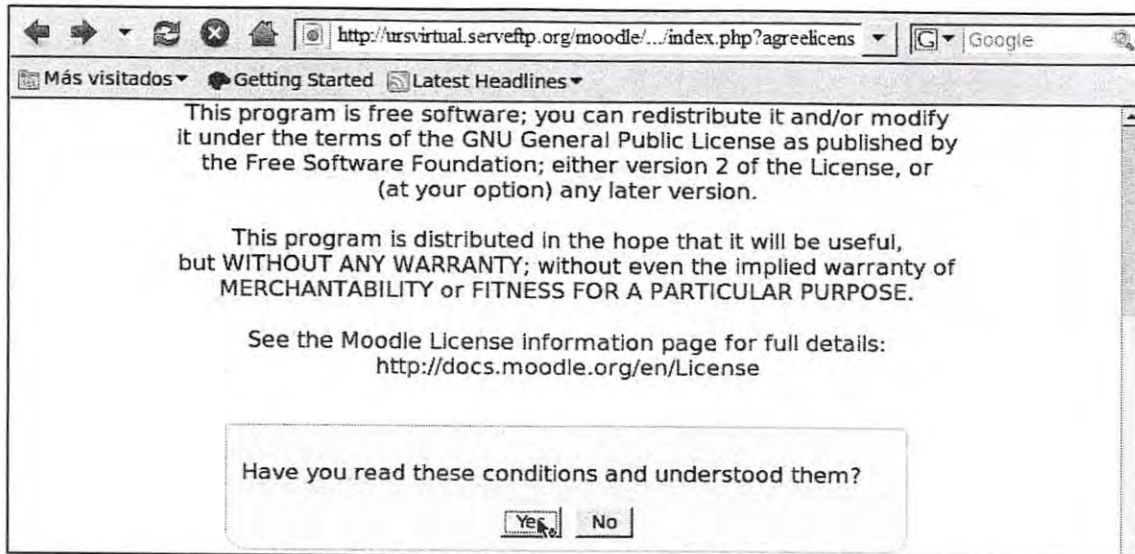 http://ursvirtual.serveftp.org/moodle/.../index.php?agreelicens G Google
Más visitados Getting Started Latest Headlines
This program is free software; you can redistribute it and/or modify
it under the terms of the GNU General Public License as published by
the Free Software Foundation; either version 2 of the License, or
(at your option) any later version.
This program is distributed in the hope that it will be useful,
but WITHOUT ANY WARRANTY; without even the implied warranty of
MERCHANTABILITY or FITNESS FOR A PARTICULAR PURPOSE.
See the Moodle License information page for full details:
http://docs.moodle.org/en/License
Have you read these conditions and understood them?
Yes No